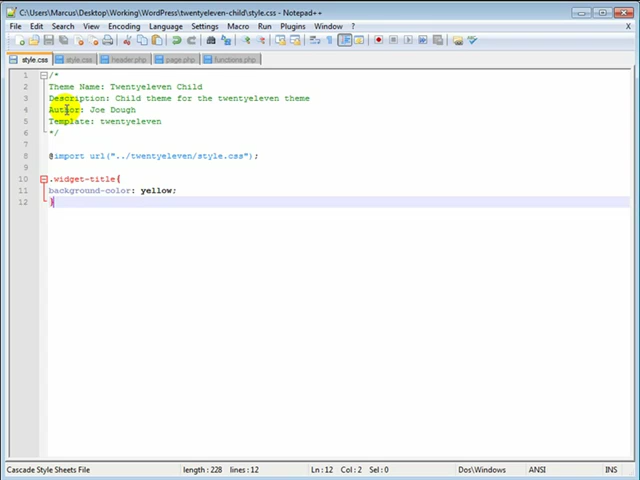 C:\Users\Marcus\Desktop\Working\WordPress\twentyeleven-child\style.css - Notepad++
File Edit Search View Encoding Language Settings Macro Run Plugins Window ?
style.css style.css header.php page.php functions.php
1 /*
2 Theme Name: Twentyeleven Child
3 Description: Child theme for the twentyeleven theme
4 Author: Joe Dough
5 Template: twentyeleven
6 */
7
8 @import url("../twentyeleven/style.css");
9
10 .widget-title{
11 background-color: yellow;
12 }
Cascade Style Sheets File length : 228 lines : 12 Ln : 12 Col : 2 Sel : 0 Dos\Windows ANSI INS